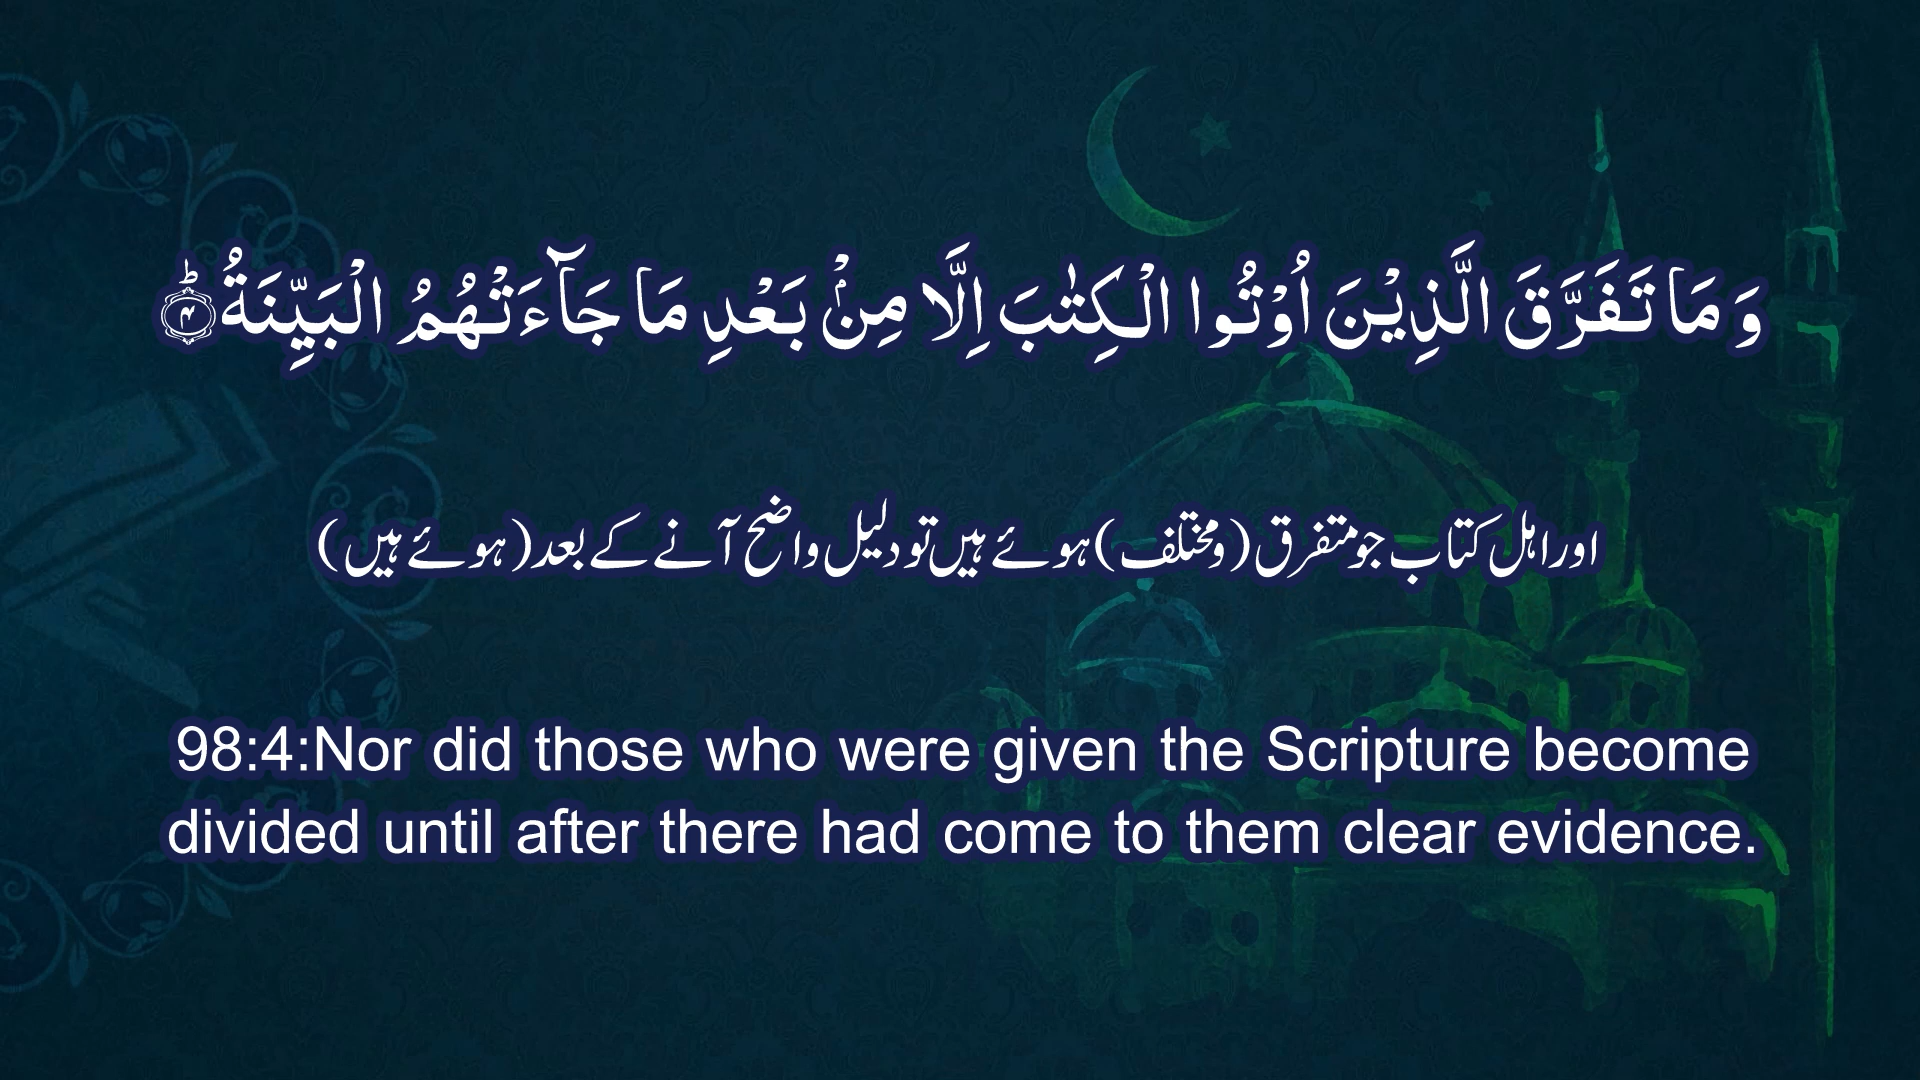 وَ مَا تَفَرَّقَ الَّذِیْنَ اُوْتُوا الْكِتٰبَ اِلَّا مِنْۢ بَعْدِ مَا جَآءَتْهُمُ الْبَیِّنَةُؕ۝۴
اور اہل کتاب جو متفرق (و مختلف) ہوئے ہیں تو دلیل واضح آنے کے بعد (ہوئے ہیں)
98:4:Nor did those who were given the Scripture become
divided until after there had come to them clear evidence.